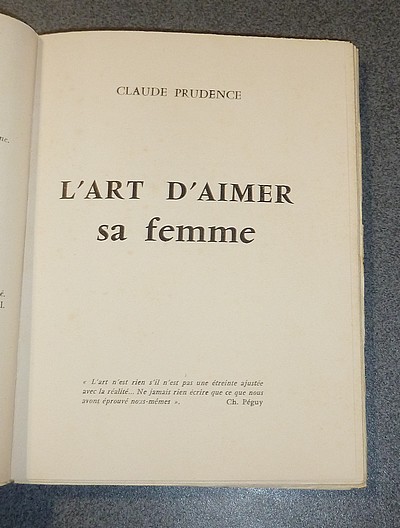 CLAUDE PRUDENCE
L'ART D'AIMER
sa femme
« L'art n'est rien s'il n'est pas une étreinte ajustée
avec la réalité... Ne jamais rien écrire que ce que nous
avons éprouvé nous-mêmes ». Ch. Péguy